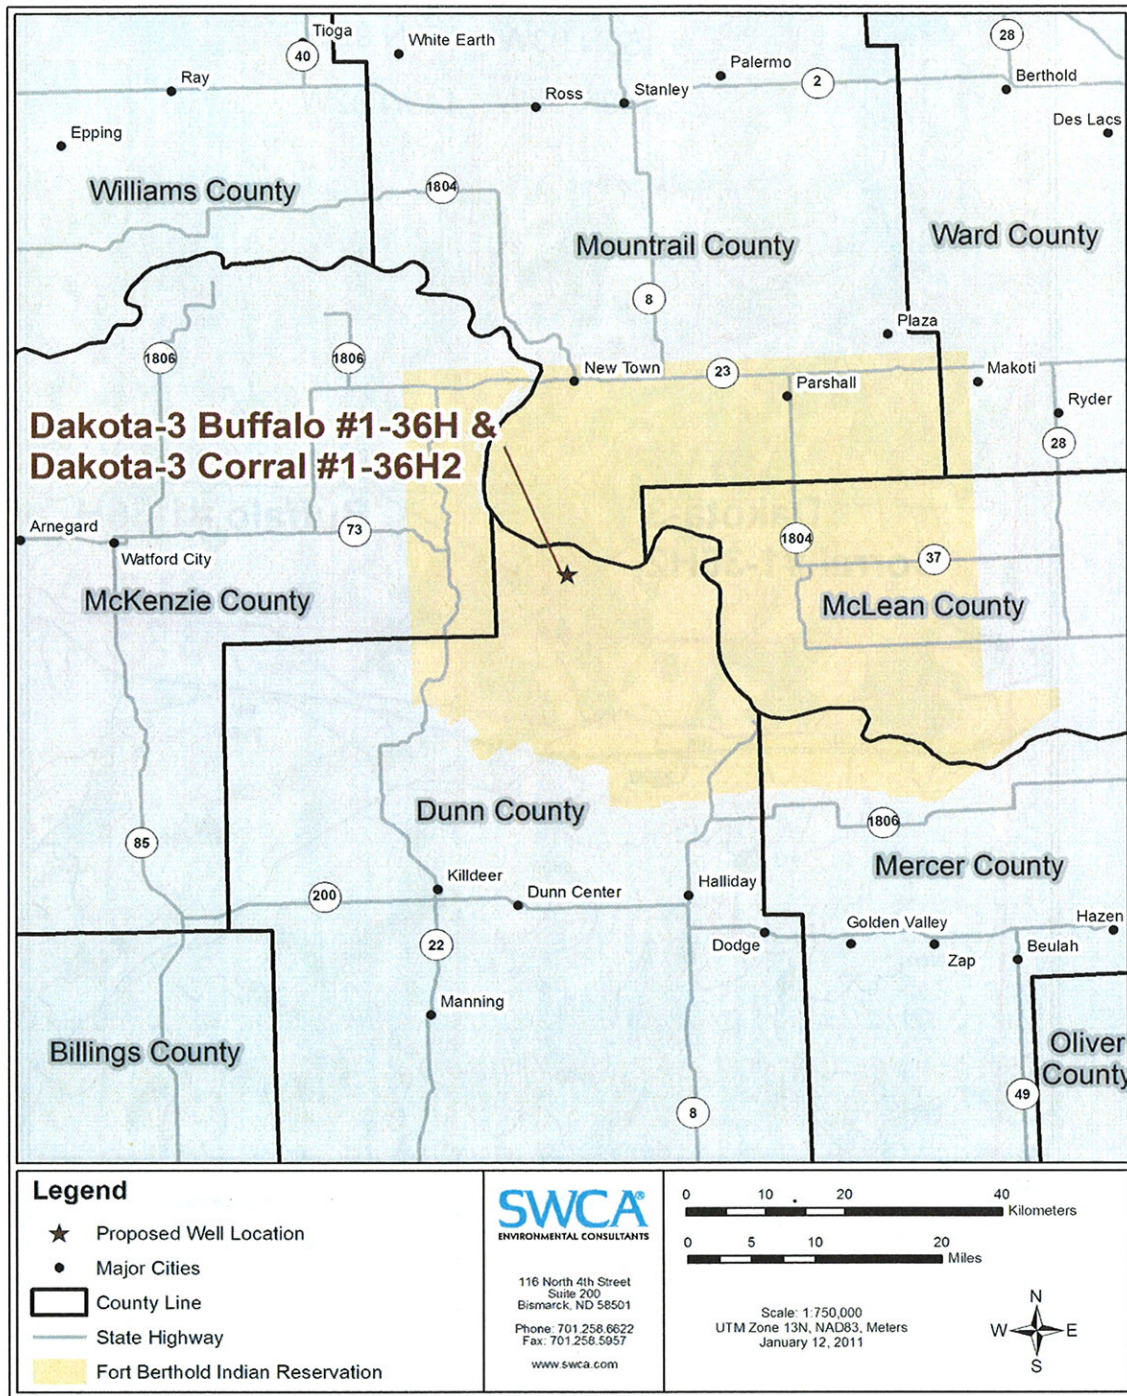 Tioga
White Earth
40
28
Palermo
2
Ray
Berthold
Ross
Stanley
Des Lacs
Epping
Williams County
1804
Mountrail County
Ward County
8
Plaza
1806
1806
New Town
23
Makoti
Parshall
Ryder
Dakota-3 Buffalo #1-36H &
Dakota-3 Corral #1-36H2
28
Arnegard
73
1804
Watford City
37
McKenzie County
McLean County
Dunn County
1806
85
Mercer County
Killdeer
Halliday
200
Dunn Center
Hazen
Golden Valley
22
Dodge
Zap
Beulah
Manning
Billings County
Oliver
County
49
8
Legend
Proposed Well Location
Major Cities
County Line
State Highway
Fort Berthold Indian Reservation
SWCA®
ENVIRONMENTAL CONSULTANTS
116 North 4th Street
Suite 200
Bismarck, ND 58501
Phone: 701.258.6622
Fax: 701.258.5957
www.swca.com
0 10 20 40
Kilometers
0 5 10 20
Miles
Scale: 1:750,000
UTM Zone 13N, NAD83, Meters
January 12, 2011
N
W E
S